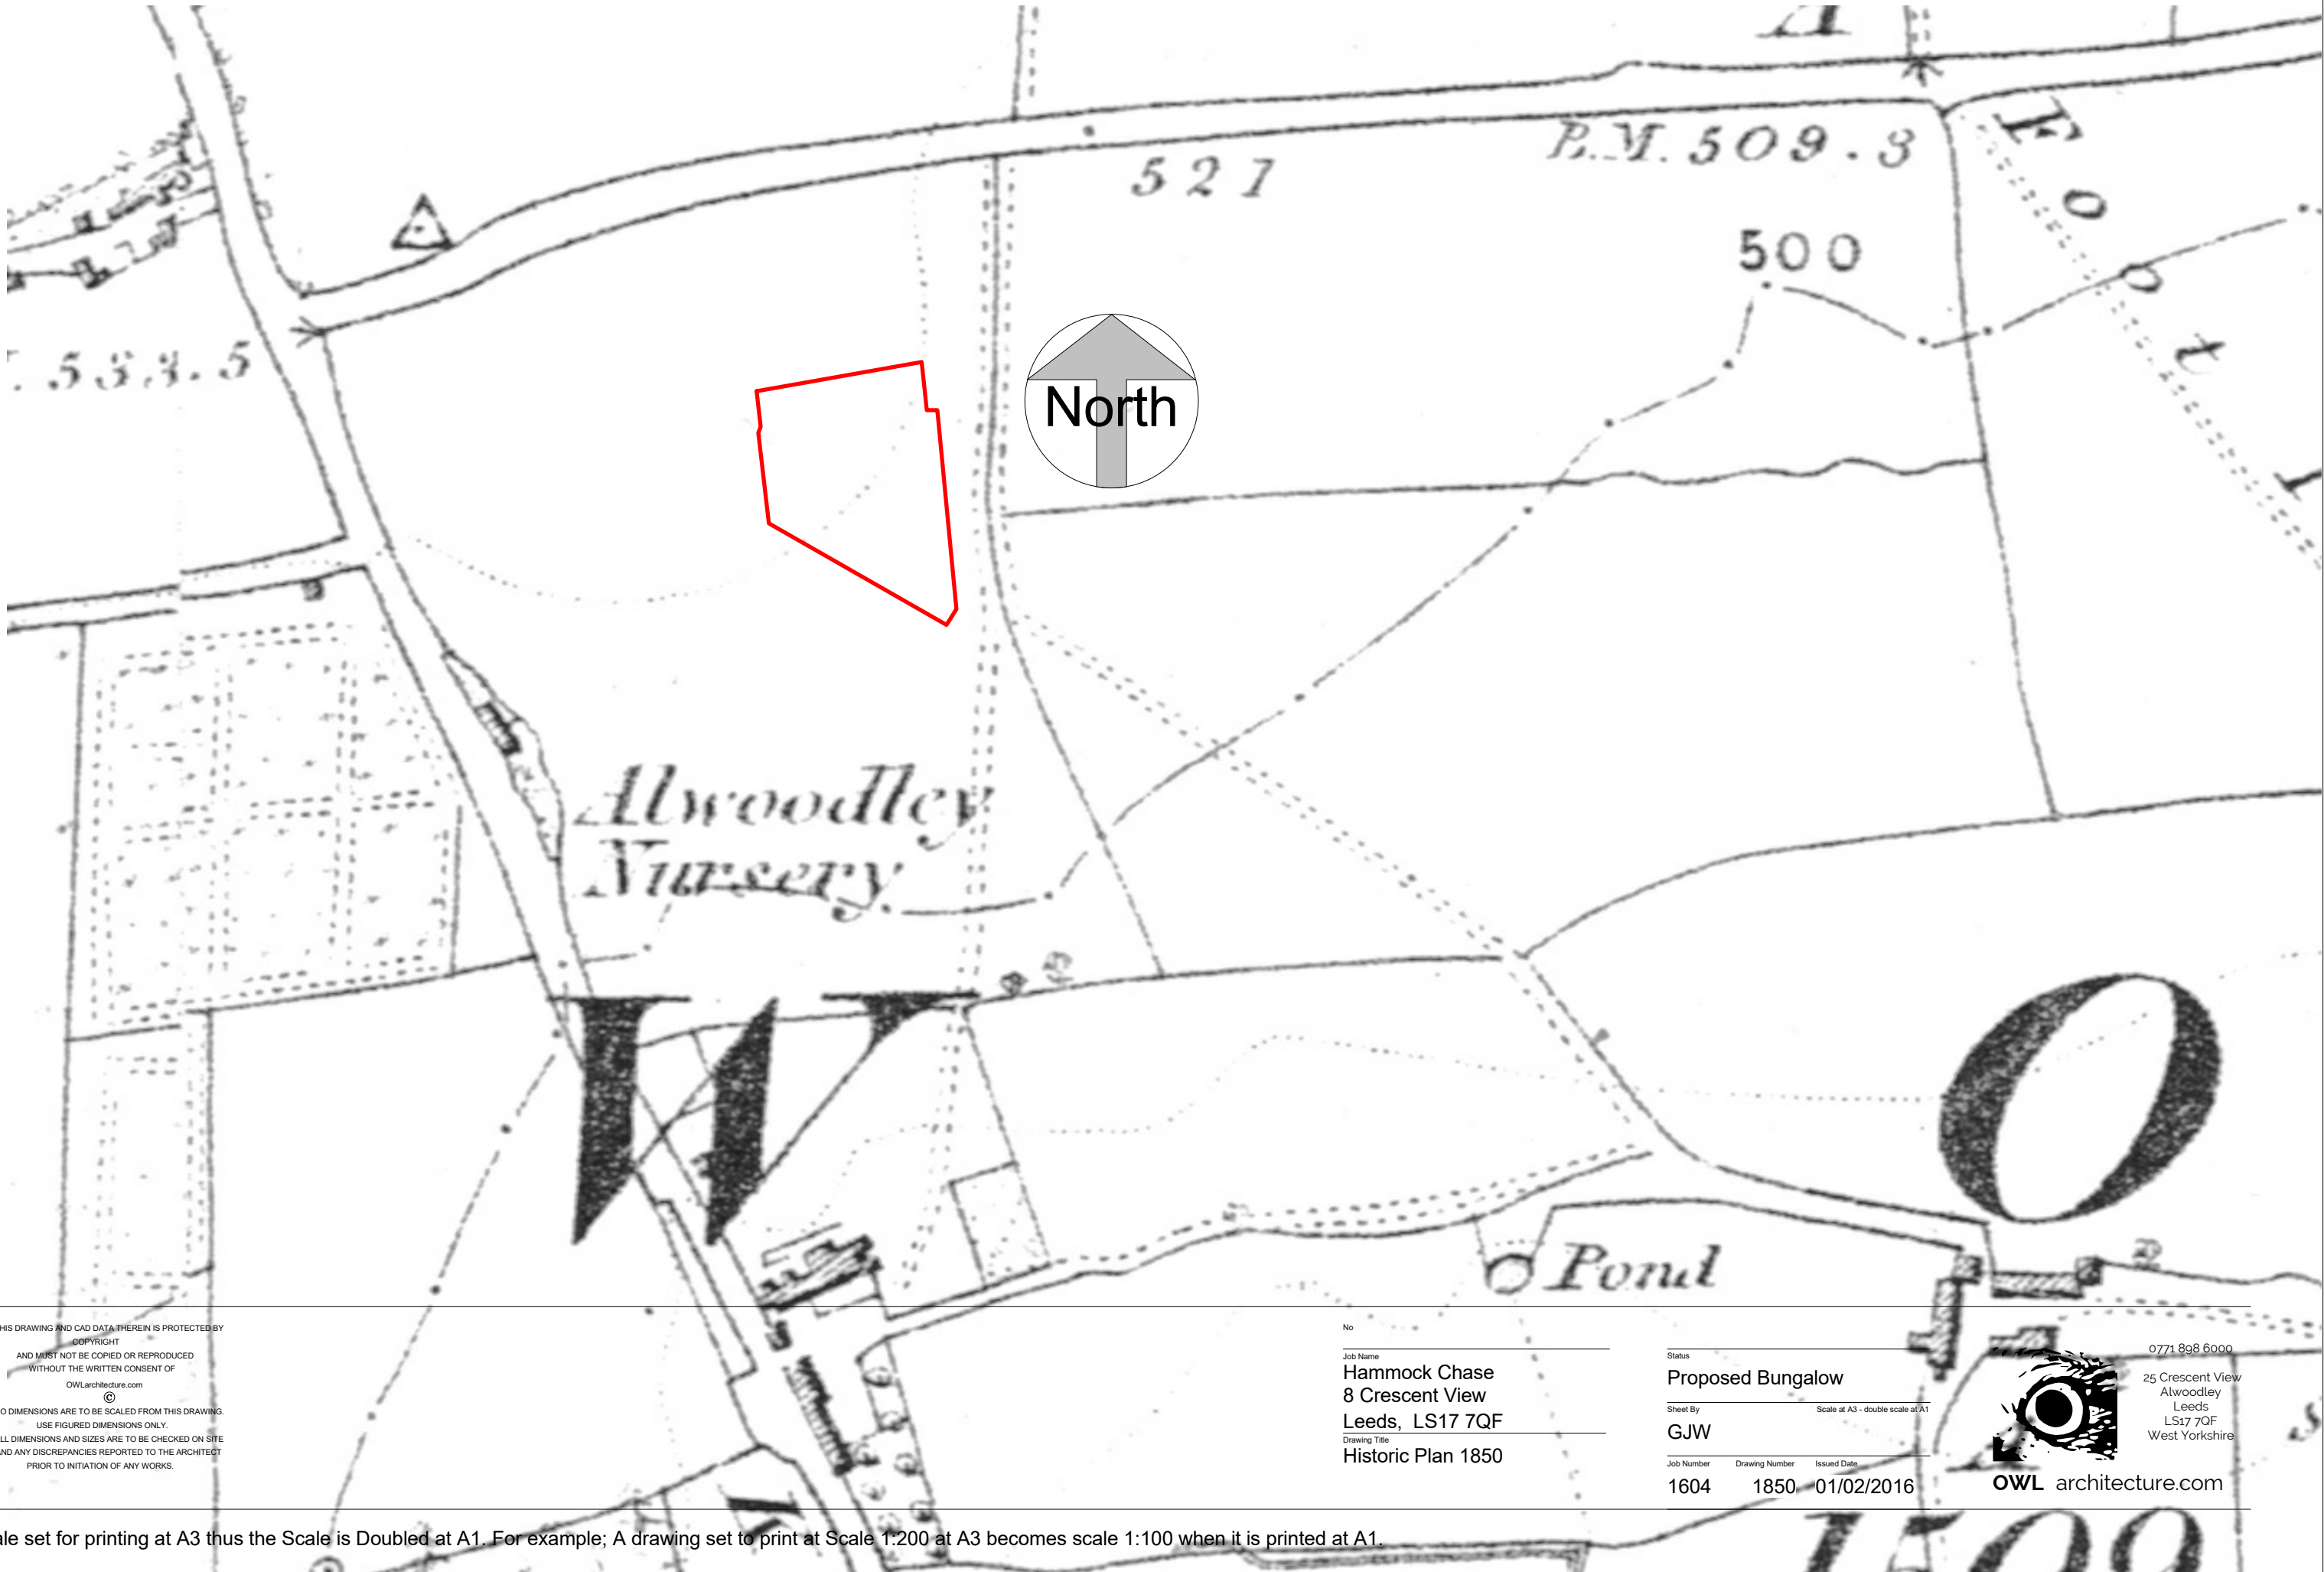 A
B.M. 509.3
527
F
o
o
t
500
.533.5
North
Alwoodley
Nursery
W
O
Pond
HIS DRAWING AND CAD DATA THEREIN IS PROTECTED BY
COPYRIGHT
AND MUST NOT BE COPIED OR REPRODUCED
WITHOUT THE WRITTEN CONSENT OF
OWLarchitecture.com
©
O DIMENSIONS ARE TO BE SCALED FROM THIS DRAWING.
USE FIGURED DIMENSIONS ONLY.
LL DIMENSIONS AND SIZES ARE TO BE CHECKED ON SITE
ND ANY DISCREPANCIES REPORTED TO THE ARCHITECT
PRIOR TO INITIATION OF ANY WORKS.
No
Job Name
Hammock Chase
8 Crescent View
Leeds, LS17 7QF
Drawing Title
Historic Plan 1850
Status
Proposed Bungalow
Sheet By
Scale at A3 - double scale at A1
GJW
Job Number Drawing Number Issued Date
1604 1850 01/02/2016
0771 898 6000
25 Crescent View
Alwoodley
Leeds
LS17 7QF
West Yorkshire
OWL architecture.com
ale set for printing at A3 thus the Scale is Doubled at A1. For example; A drawing set to print at Scale 1:200 at A3 becomes scale 1:100 when it is printed at A1.